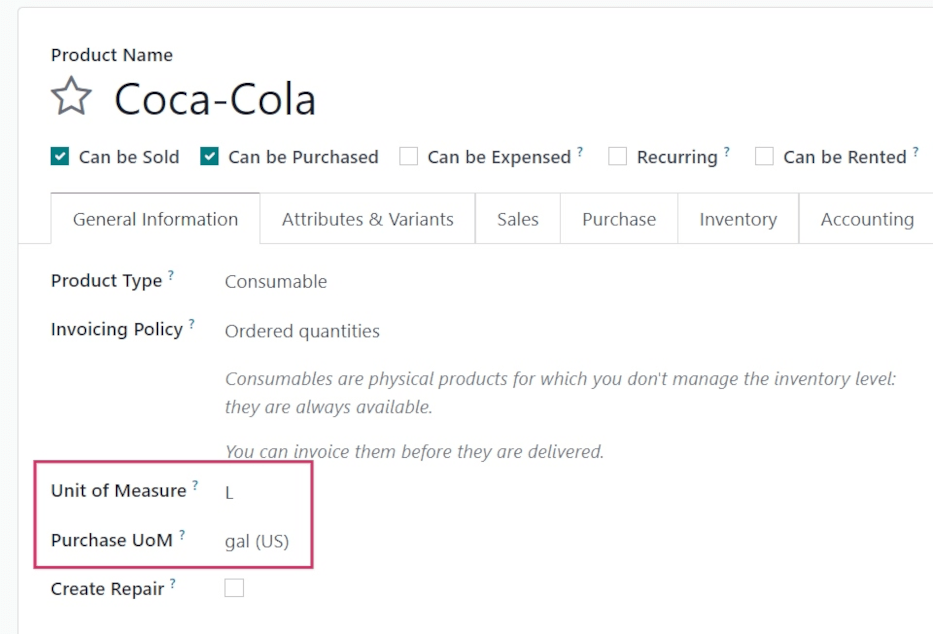 Product Name
Coca-Cola
Can be Sold Can be Purchased Can be Expensed ? Recurring ? Can be Rented ?
General Information Attributes & Variants Sales Purchase Inventory Accounting
Product Type ? Consumable
Invoicing Policy ? Ordered quantities
Consumables are physical products for which you don't manage the inventory level:
they are always available.
You can invoice them before they are delivered.
Unit of Measure ? L
Purchase UoM ? gal (US)
Create Repair ?